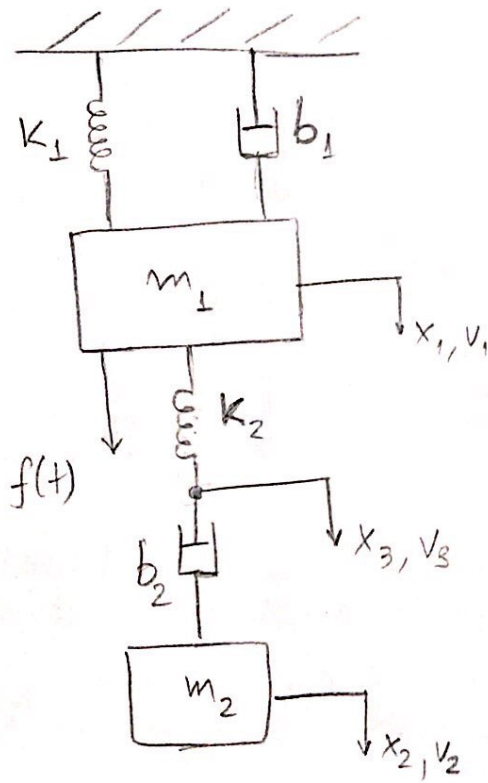 K₁
b₁
m₁
x₁, v₁
K₂
f(t)
x₃, v₃
b₂
m₂
x₂, v₂